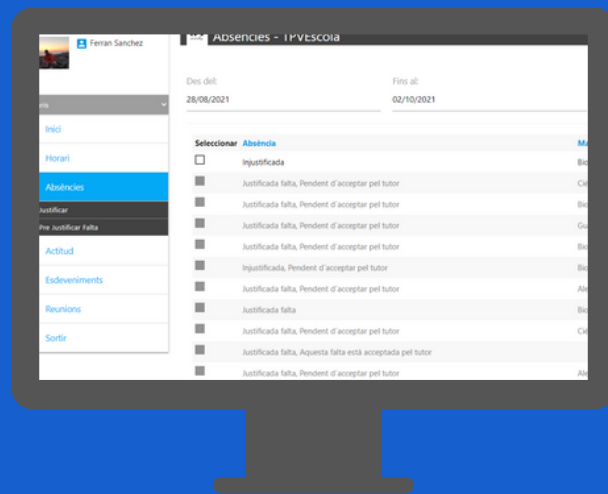 Ferran Sanchez
Absències - TPVEscola
Des del:
Fins al:
28/08/2021
02/10/2021
Inici
Horari
Absències
Justificar
Pre Justificar Falta
Actitud
Esdeveniments
Reunions
Sortir
Seleccionar Absència
Injustificada
Justificada falta, Pendent d'acceptar pel tutor
Justificada falta, Pendent d'acceptar pel tutor
Justificada falta, Pendent d'acceptar pel tutor
Justificada falta, Pendent d'acceptar pel tutor
Injustificada, Pendent d'acceptar pel tutor
Justificada falta, Pendent d'acceptar pel tutor
Justificada falta
Justificada falta, Pendent d'acceptar pel tutor
Justificada falta, Aquesta falta està acceptada pel tutor
Justificada falta, Pendent d'acceptar pel tutor